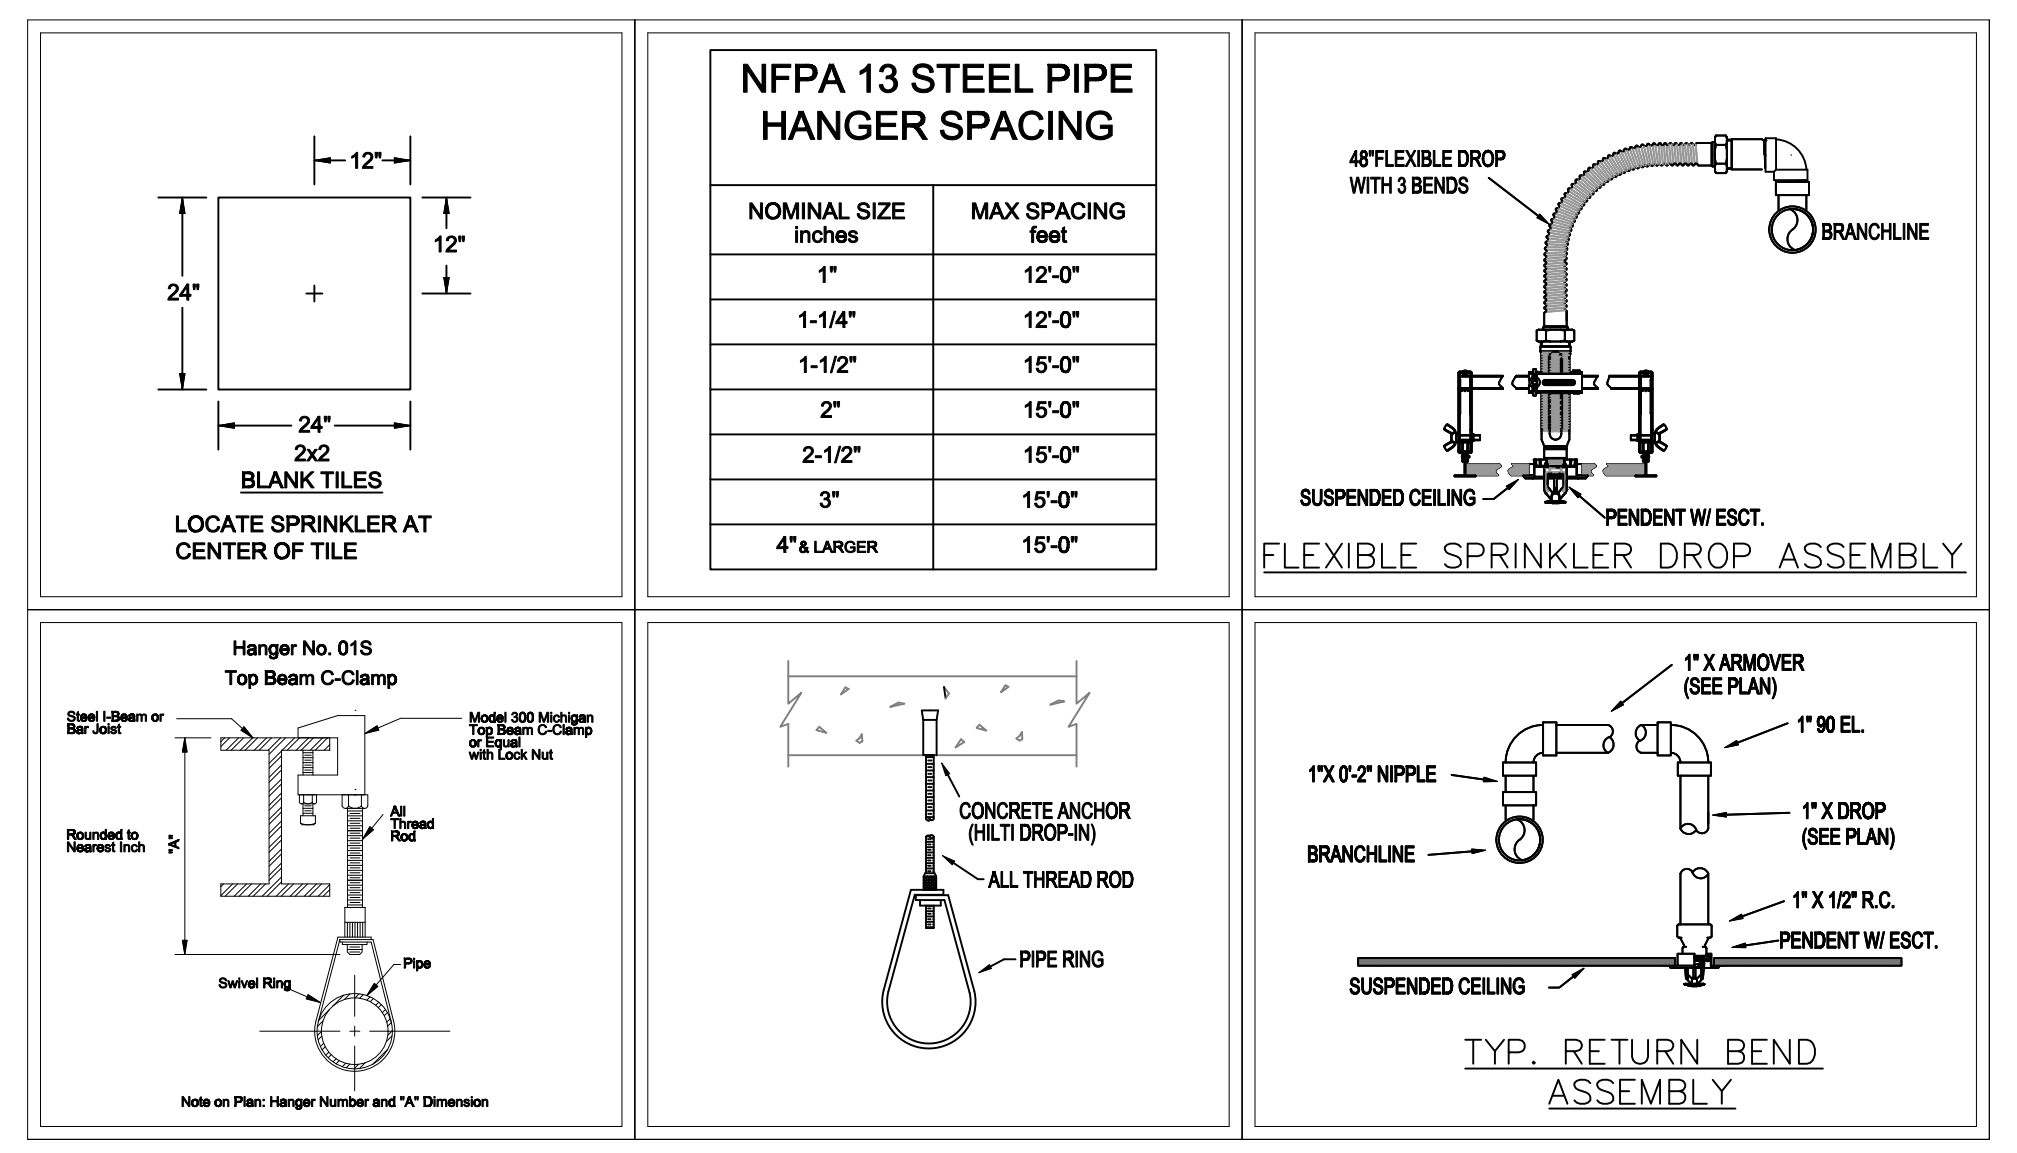 12"
12"
24"
24"
2x2
BLANK TILES
LOCATE SPRINKLER AT
CENTER OF TILE
NFPA 13 STEEL PIPE
HANGER SPACING
NOMINAL SIZE
inches
MAX SPACING
feet
1" 12'-0"
1-1/4" 12'-0"
1-1/2" 15'-0"
2" 15'-0"
2-1/2" 15'-0"
3" 15'-0"
4" & LARGER 15'-0"
48"FLEXIBLE DROP
WITH 3 BENDS
BRANCHLINE
SUSPENDED CEILING
PENDENT W/ ESCT.
FLEXIBLE SPRINKLER DROP ASSEMBLY
Hanger No. 01S
Top Beam C-Clamp
Steel I-Beam or
Bar Joist
Model 300 Michigan
Top Beam C-Clamp
or Equal
with Lock Nut
All
Thread
Rod
Rounded to
Nearest Inch
"A"
Pipe
Swivel Ring
Note on Plan: Hanger Number and "A" Dimension
CONCRETE ANCHOR
(HILTI DROP-IN)
ALL THREAD ROD
PIPE RING
1" X ARMOVER
(SEE PLAN)
1" 90 EL.
1"X 0'-2" NIPPLE
1" X DROP
(SEE PLAN)
BRANCHLINE
1" X 1/2" R.C.
PENDENT W/ ESCT.
SUSPENDED CEILING
TYP. RETURN BEND
ASSEMBLY